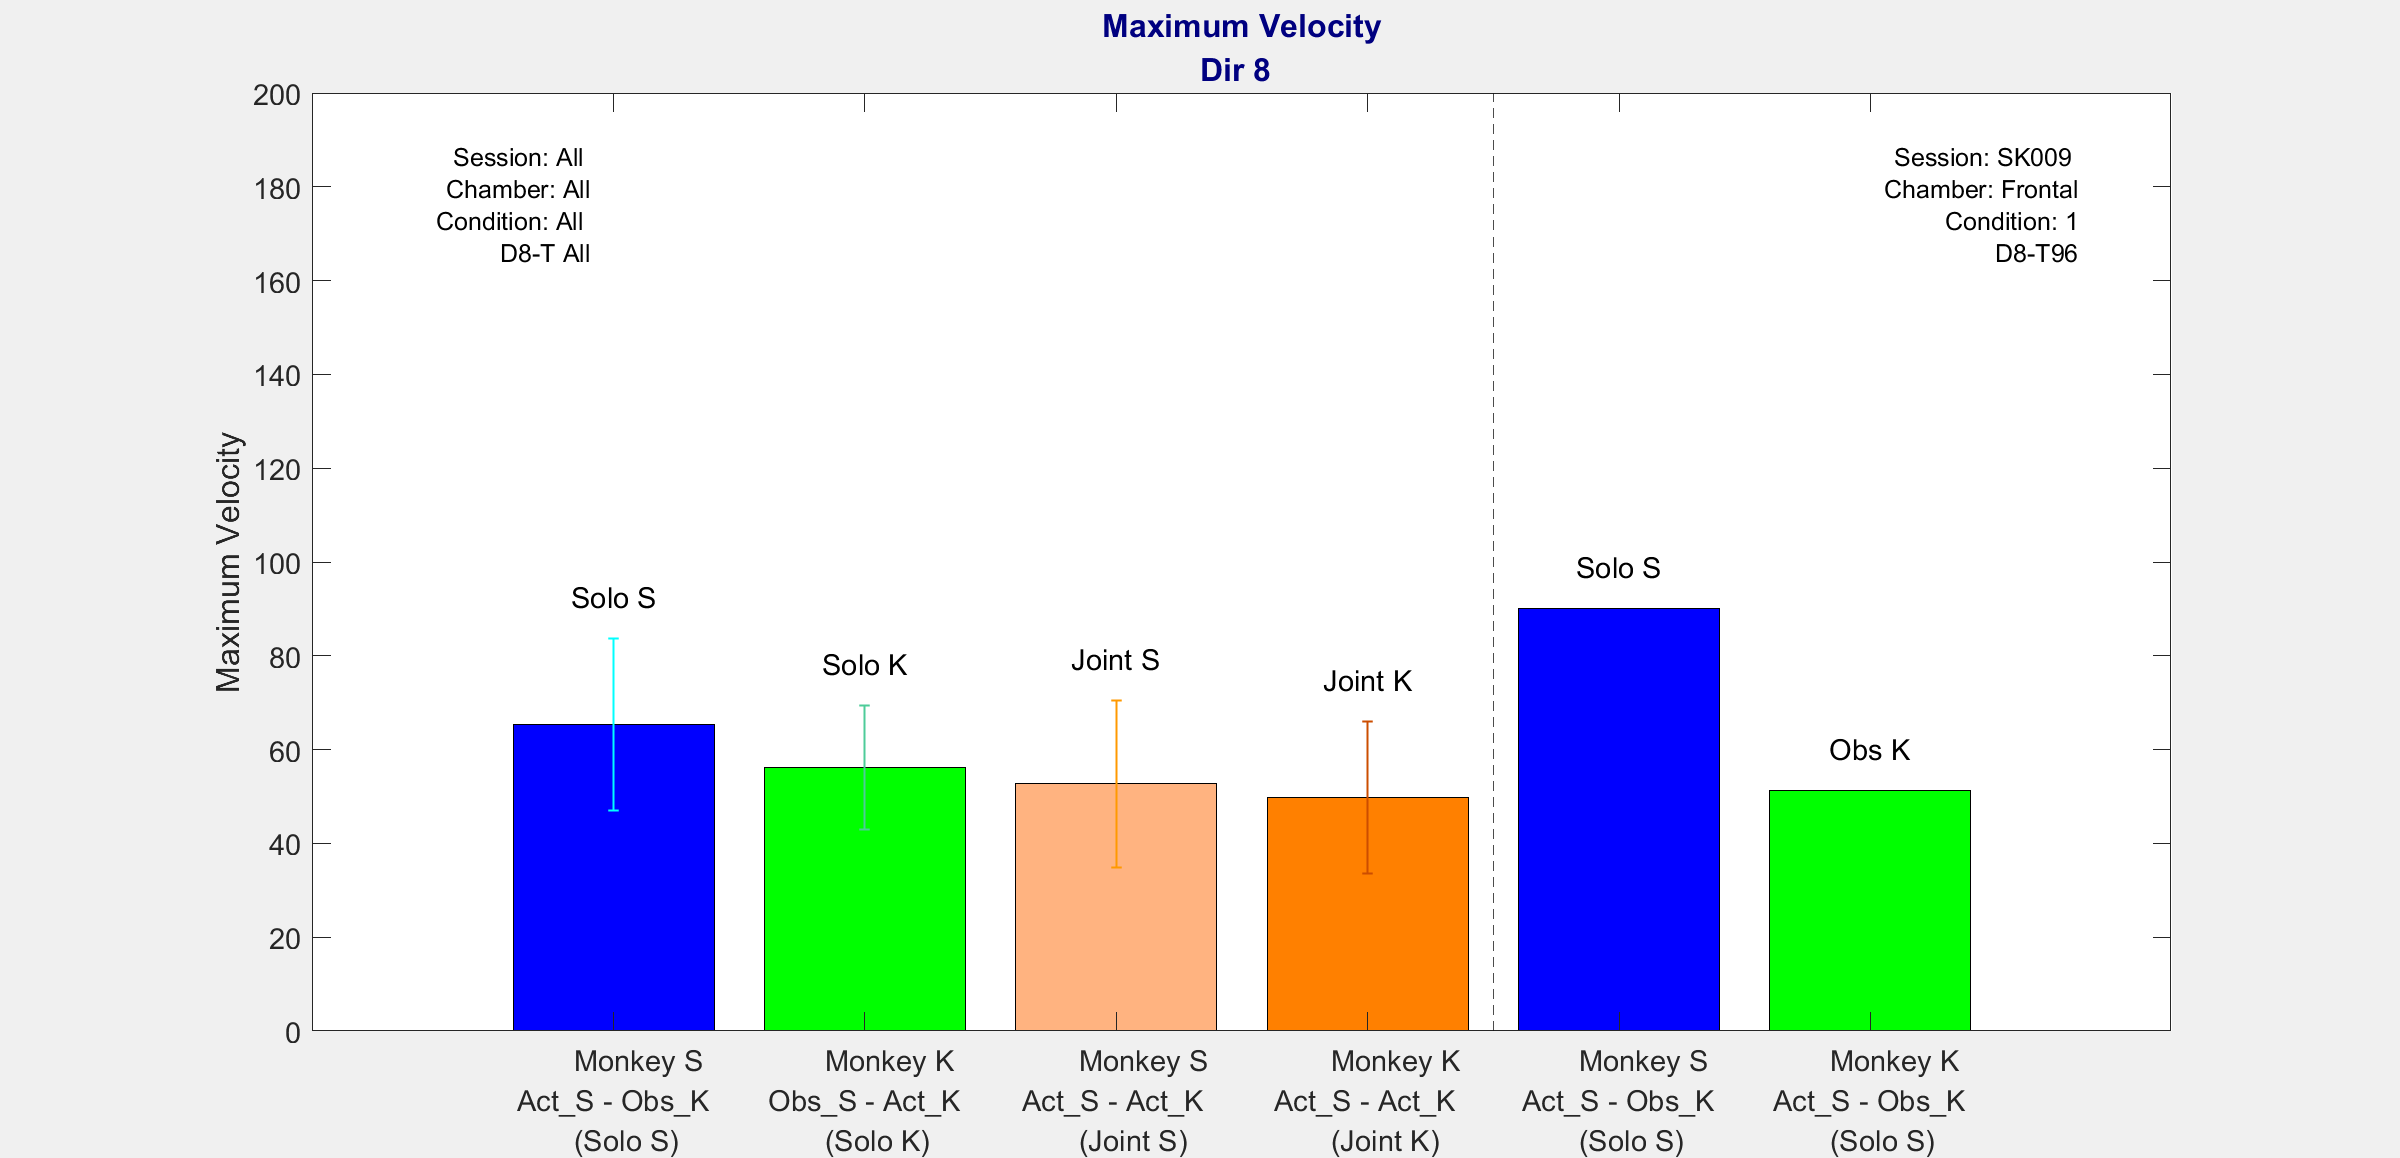 Maximum Velocity
Dir 8
Session: All
Chamber: All
Condition: All
D8-T All
Session: SK009
Chamber: Frontal
Condition: 1
D8-T96
Maximum Velocity
200
180
160
140
120
100
80
60
40
20
0
Solo S
Solo K
Joint S
Joint K
Solo S
Obs K
Monkey S
Act_S - Obs_K
(Solo S)
Monkey K
Obs_S - Act_K
(Solo K)
Monkey S
Act_S - Act_K
(Joint S)
Monkey K
Act_S - Act_K
(Joint K)
Monkey S
Act_S - Obs_K
(Solo S)
Monkey K
Act_S - Obs_K
(Solo S)